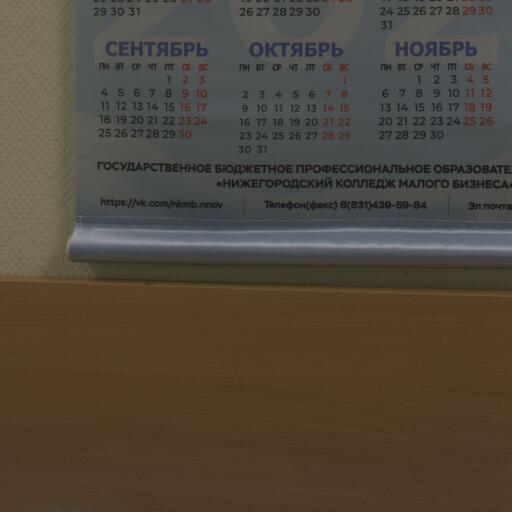 29 30 31
26 27 28 29 30
24 25 26 27 28 29 30
31
СЕНТЯБРЬ
ПН ВТ СР ЧТ ПТ СБ ВС
1 2 3
4 5 6 7 8 9 10
11 12 13 14 15 16 17
18 19 20 21 22 23 24
25 26 27 28 29 30
ОКТЯБРЬ
ПН ВТ СР ЧТ ПТ СБ ВС
1
2 3 4 5 6 7 8
9 10 11 12 13 14 15
16 17 18 19 20 21 22
23 24 25 26 27 28 29
30 31
НОЯБРЬ
ПН ВТ СР ЧТ ПТ СБ ВС
1 2 3 4 5
6 7 8 9 10 11 12
13 14 15 16 17 18 19
20 21 22 23 24 25 26
27 28 29 30
ГОСУДАРСТВЕННОЕ БЮДЖЕТНОЕ ПРОФЕССИОНАЛЬНОЕ ОБРАЗОВАТЕЛ
«НИЖЕГОРОДСКИЙ КОЛЛЕДЖ МАЛОГО БИЗНЕСА»
https://vk.com/nkmb.nnov Телефон(факс) 8(831)439-59-84 Эл почта